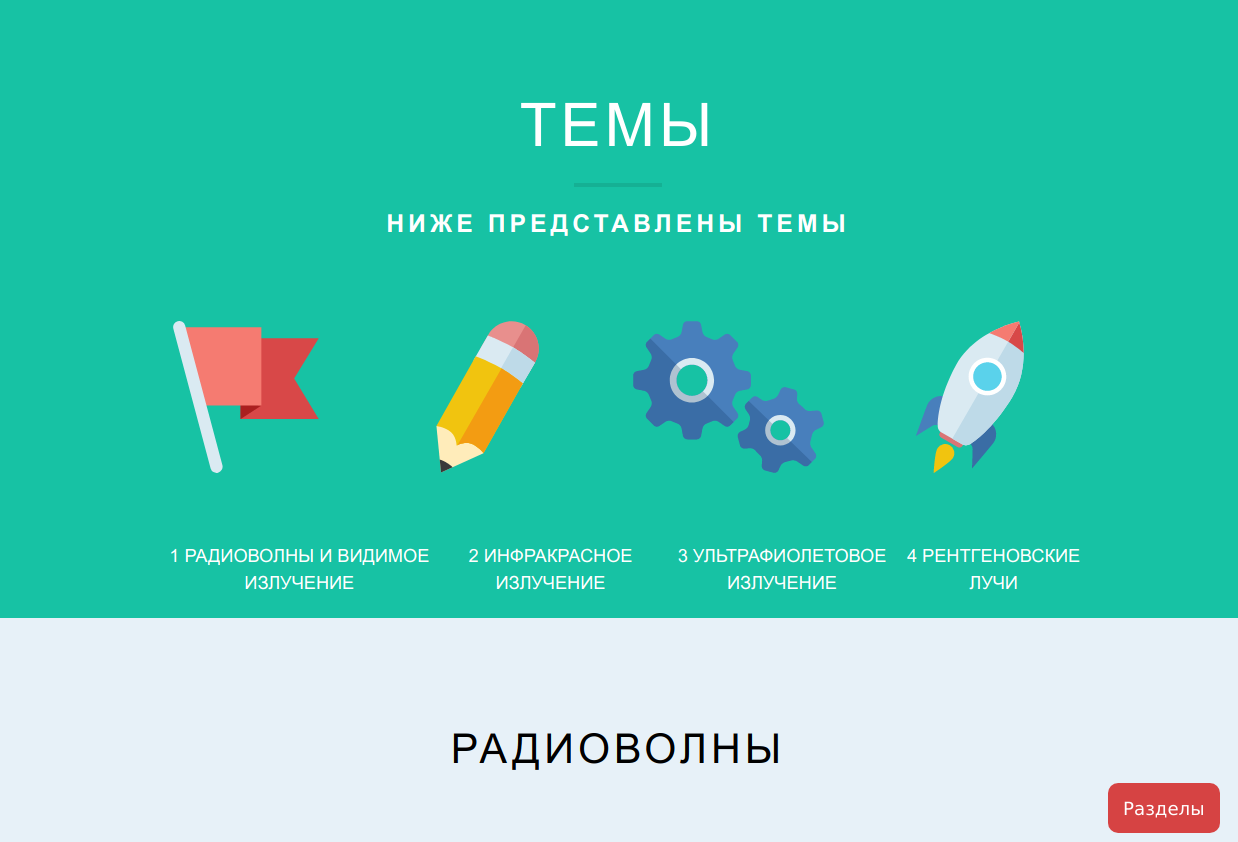 ТЕМЫ
НИЖЕ ПРЕДСТАВЛЕНЫ ТЕМЫ
1 РАДИОВОЛНЫ И ВИДИМОЕ
ИЗЛУЧЕНИЕ
2 ИНФРАКРАСНОЕ
ИЗЛУЧЕНИЕ
3 УЛЬТРАФИОЛЕТОВОЕ
ИЗЛУЧЕНИЕ
4 РЕНТГЕНОВСКИЕ
ЛУЧИ
РАДИОВОЛНЫ
Разделы